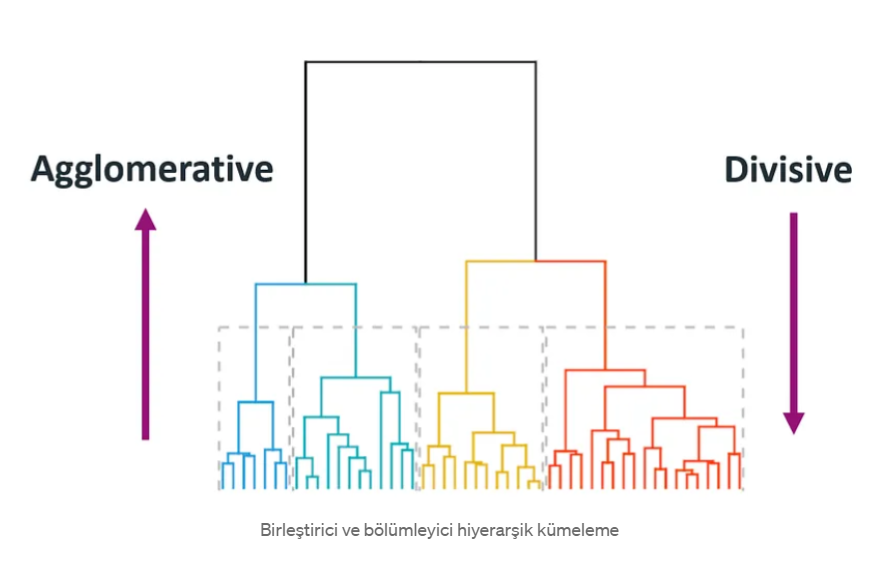 Agglomerative
Divisive
Birleştirici ve bölümleyici hiyerarşik kümeleme